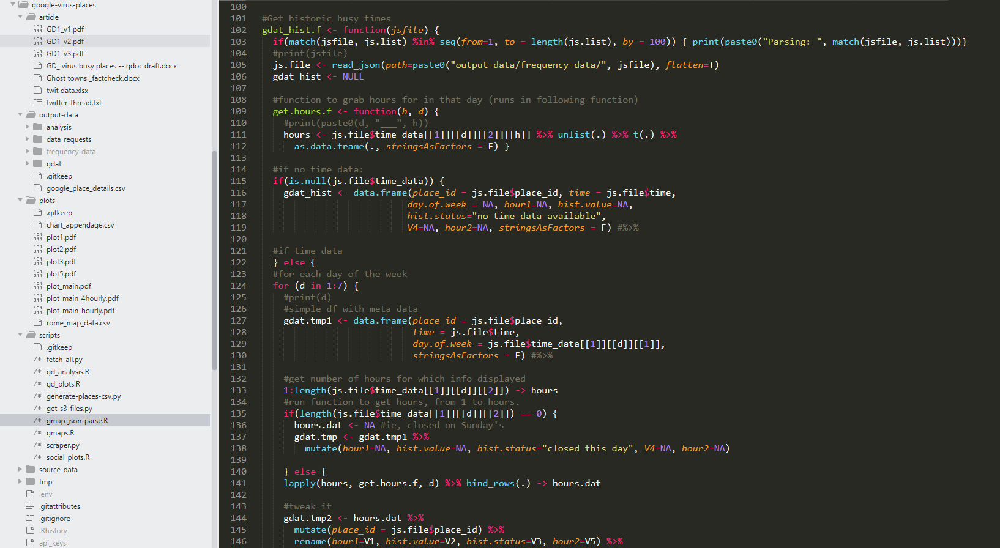 google-virus-places
article
GD1_v1.pdf
GD1_v2.pdf
GD1_v3.pdf
GD_ virus busy places -- gdoc draft.docx
Ghost towns _factcheck.docx
twit data.xlsx
twitter_thread.txt
output-data
analysis
data_requests
frequency-data
gdat
.gitkeep
google_place_details.csv
plots
.gitkeep
chart_appendage.csv
plot1.pdf
plot2.pdf
plot3.pdf
plot5.pdf
plot_main.pdf
plot_main_4hourly.pdf
plot_main_hourly.pdf
rome_map_data.csv
scripts
.gitkeep
fetch_all.py
gd_analysis.R
gd_plots.R
generate-places-csv.py
get-s3-files.py
gmap-json-parse.R
gmaps.R
scraper.py
social_plots.R
source-data
tmp
.env
.gitattributes
.gitignore
.Rhistory
api_keys
100
101 #Get historic busy times
102 gdat_hist.f <- function(jsfile) {
103 if(match(jsfile, js.list) %in% seq(from=1, to = length(js.list), by = 100)) { print(paste0("Parsing: ", match(jsfile, js.list)))}
104 #print(jsfile)
105 js.file <- read_json(path=paste0("output-data/frequency-data/", jsfile), flatten=T)
106 gdat_hist <- NULL
107
108 #function to grab hours for in that day (runs in following function)
109 get.hours.f <- function(h, d) {
110 #print(paste0(d, "___", h))
111 hours <- js.file$time_data[[1]][[d]][[2]][[h]] %>% unlist(.) %>% t(.) %>%
112 as.data.frame(., stringsAsFactors = F) }
113
114 #if no time data:
115 if(is.null(js.file$time_data)) {
116 gdat_hist <- data.frame(place_id = js.file$place_id, time = js.file$time,
117 day.of.week = NA, hour1=NA, hist.value=NA,
118 hist.status="no time data available",
119 V4=NA, hour2=NA, stringsAsFactors = F) #%>%
120
121 #if time data
122 } else {
123 #for each day of the week
124 for (d in 1:7) {
125 #print(d)
126 #simple df with meta data
127 gdat.tmp1 <- data.frame(place_id = js.file$place_id,
128 time = js.file$time,
129 day.of.week = js.file$time_data[[1]][[d]][[1]],
130 stringsAsFactors = F) #%>%
131
132 #get number of hours for which info displayed
133 1:length(js.file$time_data[[1]][[d]][[2]]) -> hours
134 #run function to get hours, from 1 to hours.
135 if(length(js.file$time_data[[1]][[d]][[2]]) == 0) {
136 hours.dat <- NA #ie, closed on Sunday's
137 gdat.tmp <- gdat.tmp1 %>%
138 mutate(hour1=NA, hist.value=NA, hist.status="closed this day", V4=NA, hour2=NA)
139
140 } else {
141 lapply(hours, get.hours.f, d) %>% bind_rows(.) -> hours.dat
142
143 #tweak it
144 gdat.tmp2 <- hours.dat %>%
145 mutate(place_id = js.file$place_id) %>%
146 rename(hour1=V1, hist.value=V2, hist.status=V3, hour2=V5) %>%